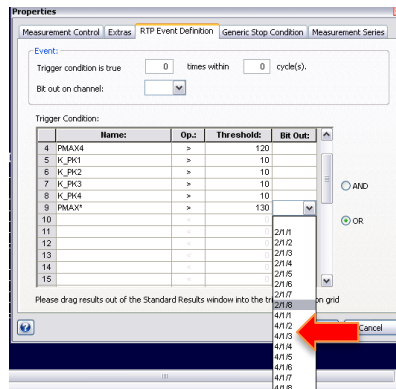 Properties
Measurement Control Extras RTP Event Definition Generic Stop Condition Measurement Series
Event:
Trigger condition is true 0 times within 0 cycle(s).
Bit out on channel:
Trigger Condition:
Name: Op.: Threshold: Bit Out:
4 PMAX4 > 120
5 K_PK1 > 10
6 K_PK2 > 10
7 K_PK3 > 10
8 K_PK4 > 10
9 PMAX* > 130
10 < 0
11 < 0
12 < 0
13 < 0
14 < 0
15 < 0
AND
OR
2/1/1
2/1/2
2/1/3
2/1/4
2/1/5
2/1/6
2/1/7
2/1/8
4/1/1
4/1/2
4/1/3
4/1/4
4/1/5
4/1/6
4/1/7
4/1/8
Please drag results out of the Standard Results window into the tr on grid
Cancel